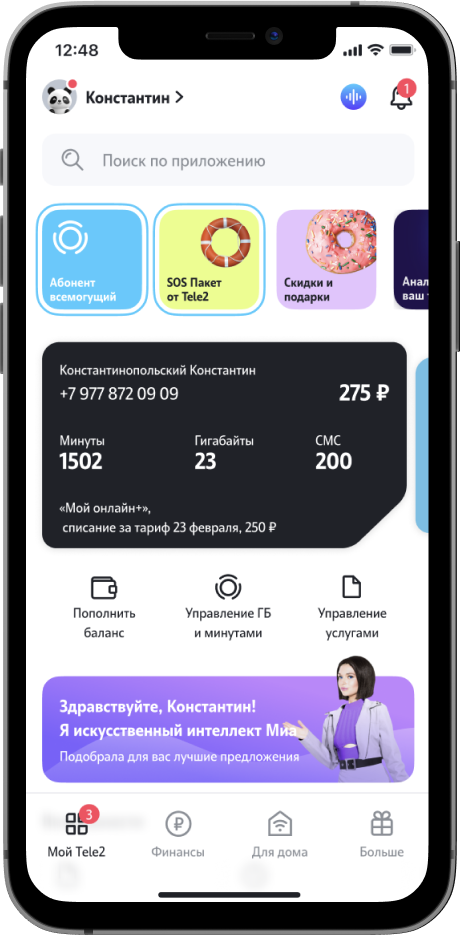 12:48
Константин
1
Поиск по приложению
Абонент
всемогущий
SOS Пакет
от Tele2
Скидки и
подарки
Константинопольский Константин
+7 977 872 09 09
275 ₽
Минуты
Гигабайты
СМС
1502
23
200
«Мой онлайн+»,
списание за тариф 23 февраля, 250 ₽
Пополнить
баланс
Управление ГБ
и минутами
Управление
услугами
Здравствуйте, Константин!
Я искусственный интеллект Миа
Подобрала для вас лучшие предложения
3
Мой Tele2
Финансы
Для дома
Больше